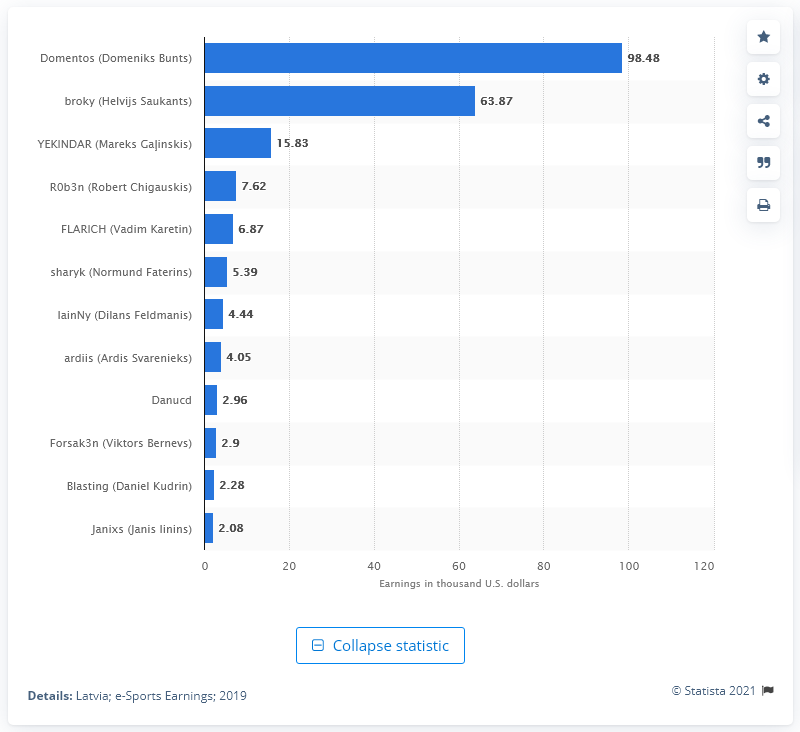 Domentos (Domeniks Bunts) 98.48
broky (Helvijs Saukants) 63.87
YEKINDAR (Mareks Gaļinskis) 15.83
R0b3n (Robert Chigauskis) 7.62
FLARICH (Vadim Karetin) 6.87
sharyk (Normund Faterins) 5.39
lainNy (Dilans Feldmanis) 4.44
ardiis (Ardis Svarenieks) 4.05
Danucd 2.96
Forsak3n (Viktors Bernevs) 2.9
Blasting (Daniel Kudrin) 2.28
Janixs (Janis Iinins) 2.08
0 20 40 60 80 100 120
Earnings in thousand U.S. dollars
Collapse statistic
© Statista 2021
Details: Latvia; e-Sports Earnings; 2019